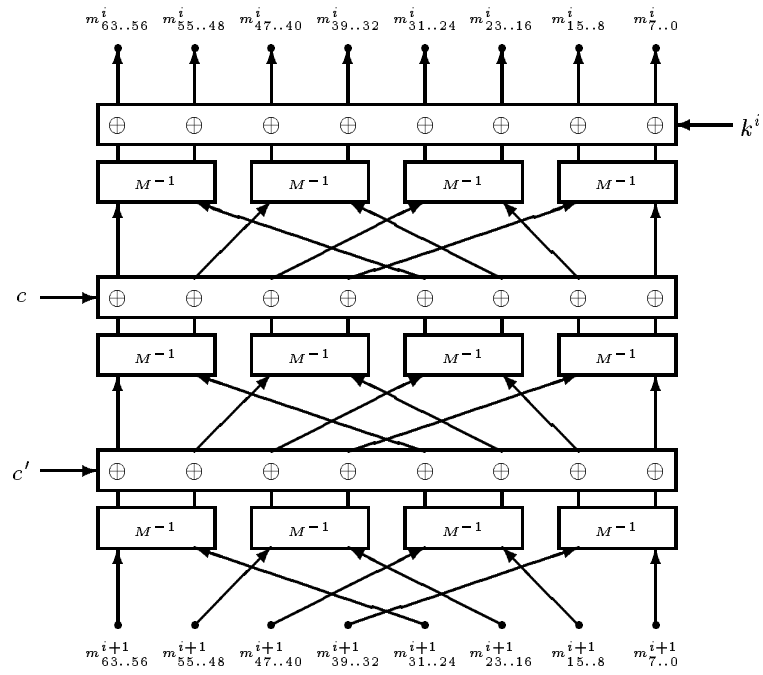 m^i_{63..56} m^i_{55..48} m^i_{47..40} m^i_{39..32} m^i_{31..24} m^i_{23..16} m^i_{15..8} m^i_{7..0}
⊕ ⊕ ⊕ ⊕ ⊕ ⊕ ⊕ ⊕ k^i
M^{-1} M^{-1} M^{-1} M^{-1}
c ⊕ ⊕ ⊕ ⊕ ⊕ ⊕ ⊕ ⊕
M^{-1} M^{-1} M^{-1} M^{-1}
c' ⊕ ⊕ ⊕ ⊕ ⊕ ⊕ ⊕ ⊕
M^{-1} M^{-1} M^{-1} M^{-1}
m^{i+1}_{63..56} m^{i+1}_{55..48} m^{i+1}_{47..40} m^{i+1}_{39..32} m^{i+1}_{31..24} m^{i+1}_{23..16} m^{i+1}_{15..8} m^{i+1}_{7..0}